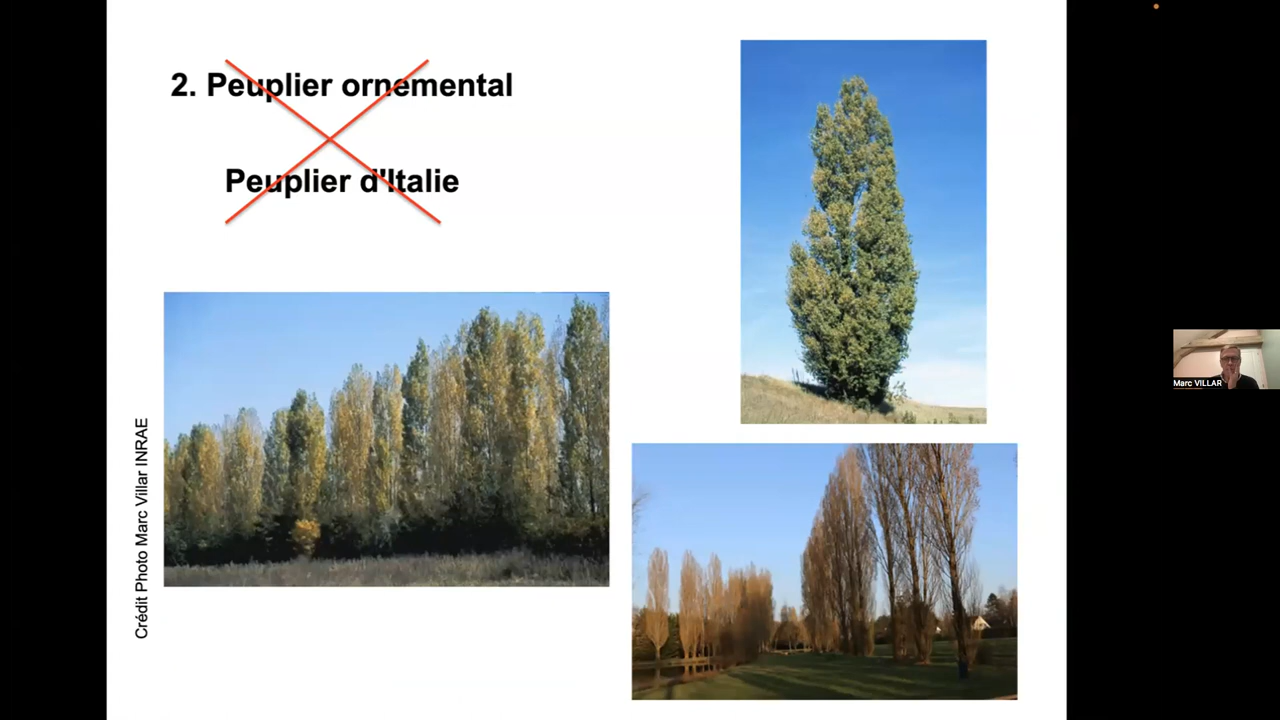 2. Peuplier ornemental
Peuplier d'Italie
Crédit Photo Marc Villar INRAE
Marc VILLAR